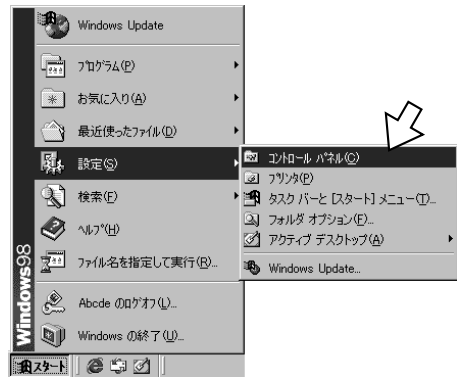 Windows Update
ﾌﾟﾛｸﾞﾗﾑ(P)
お気に入り(A)
最近使ったﾌｧｲﾙ(D)
設定(S)
検索(F)
ﾍﾙﾌﾟ(H)
ﾌｧｲﾙ名を指定して実行(R)...
Abcde のﾛｸﾞｵﾌ(L)...
Windows の終了(U)...
Windows98
ｺﾝﾄﾛｰﾙ ﾊﾟﾈﾙ(C)
ﾌﾟﾘﾝﾀ(P)
タスク バーと [スタート] メニュー(T)...
フォルダ オプション(F)...
アクティブ デスクトップ(A)
Windows Update...
スタート